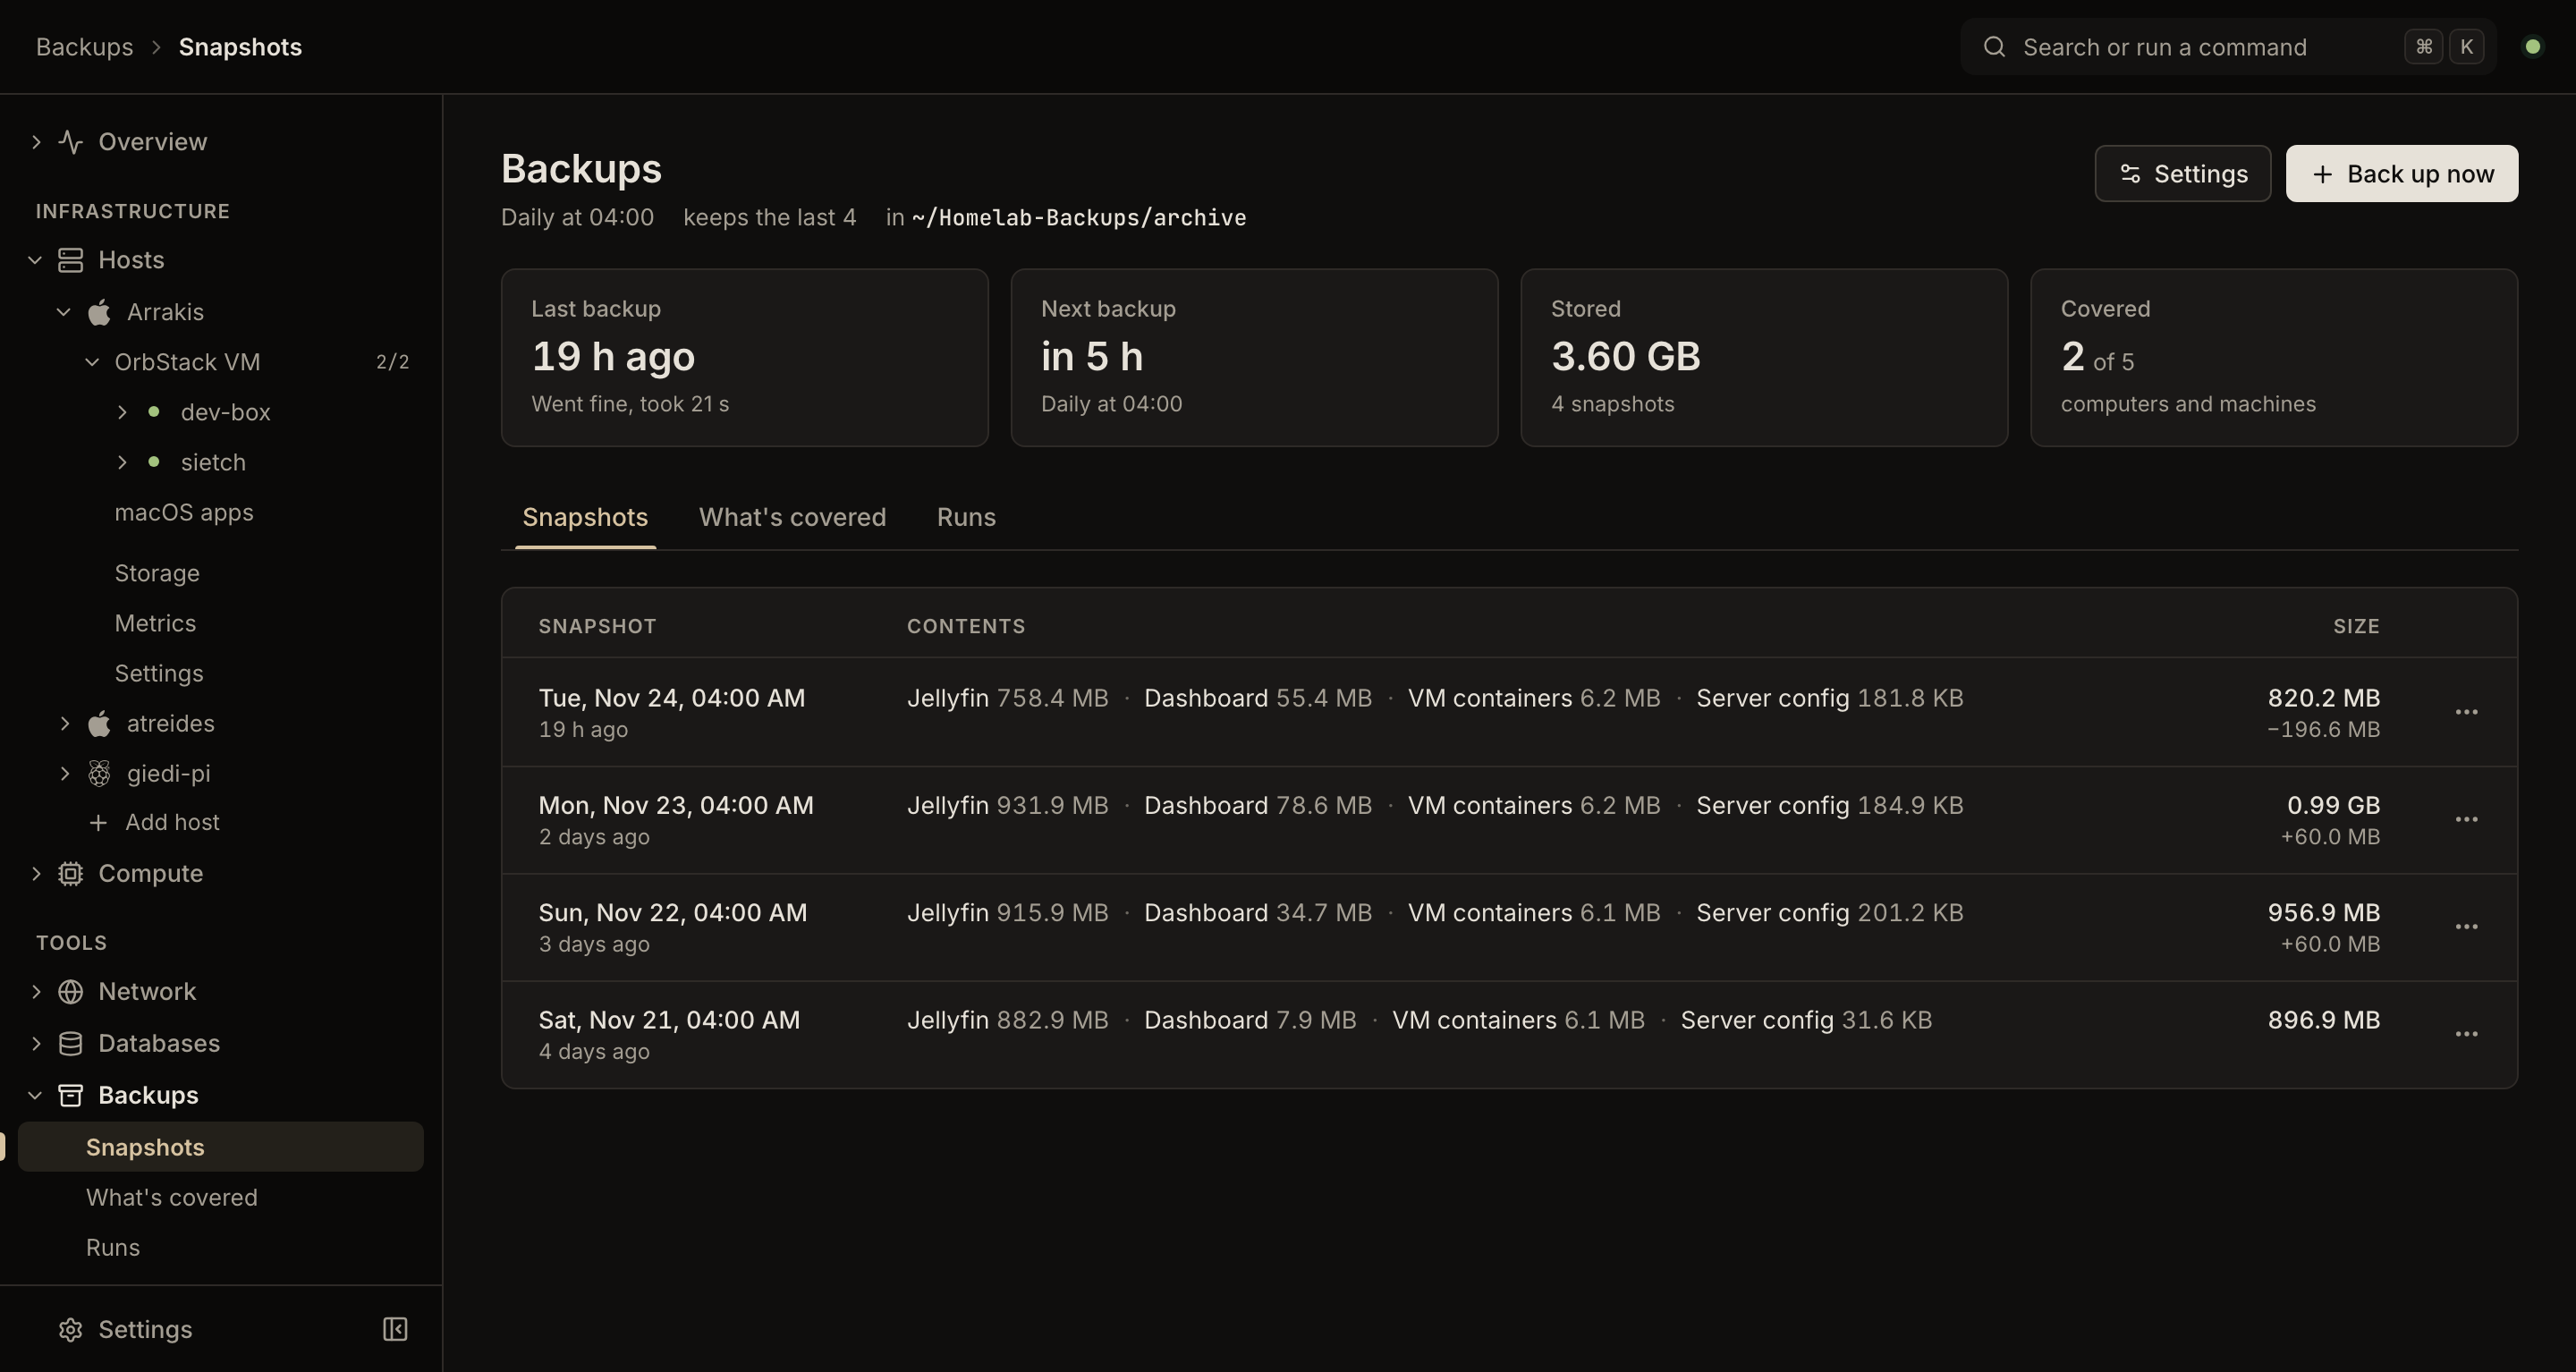 Backups > Snapshots
Search or run a command ⌘ K
Overview
INFRASTRUCTURE
Hosts
Arrakis
OrbStack VM 2/2
dev-box
sietch
macOS apps
Storage
Metrics
Settings
atreides
giedi-pi
+ Add host
Compute
TOOLS
Network
Databases
Backups
Snapshots
What's covered
Runs
Settings
Backups
Daily at 04:00 keeps the last 4 in ~/Homelab-Backups/archive
Settings
+ Back up now
Last backup
19 h ago
Went fine, took 21 s
Next backup
in 5 h
Daily at 04:00
Stored
3.60 GB
4 snapshots
Covered
2 of 5
computers and machines
Snapshots What's covered Runs
SNAPSHOT CONTENTS SIZE
Tue, Nov 24, 04:00 AM Jellyfin 758.4 MB · Dashboard 55.4 MB · VM containers 6.2 MB · Server config 181.8 KB 820.2 MB
19 h ago −196.6 MB
Mon, Nov 23, 04:00 AM Jellyfin 931.9 MB · Dashboard 78.6 MB · VM containers 6.2 MB · Server config 184.9 KB 0.99 GB
2 days ago +60.0 MB
Sun, Nov 22, 04:00 AM Jellyfin 915.9 MB · Dashboard 34.7 MB · VM containers 6.1 MB · Server config 201.2 KB 956.9 MB
3 days ago +60.0 MB
Sat, Nov 21, 04:00 AM Jellyfin 882.9 MB · Dashboard 7.9 MB · VM containers 6.1 MB · Server config 31.6 KB 896.9 MB
4 days ago